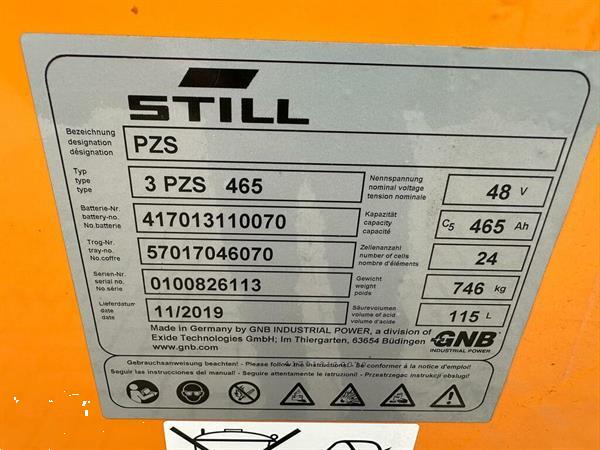 STILL
Bezeichnung
designation
désignation
PZS
Typ
type
type
3 PZS 465
Nennspannung
nominal voltage
tension nominale
48 V
Batterie-Nr.
battery-no.
No.batterie
417013110070
Kapazität
capacity
capacité
C5 465 Ah
Trog-Nr.
tray-no.
No.coffre
57017046070
Zellenanzahl
number of cells
nombre d'éléments
24
Serien-Nr.
serial no.
No.série
0100826113
Gewicht
weight
poids
746 kg
Lieferdatum
date
date
11/2019
Säurevolumen
volume of acid
volume d'acide
115 L
Made in Germany by GNB INDUSTRIAL POWER, a division of
Exide Technologies GmbH; Im Thiergarten, 63654 Büdingen
www.gnb.com
GNB
INDUSTRIAL POWER
Gebrauchsanweisung beachten! - Please follow the instructions! - Se conformer à la notice d'emploi!
Seguir las instrucciones del manual! - Seguire attentamente le istruzioni! - Przestrzegac instrukcji obslugi!